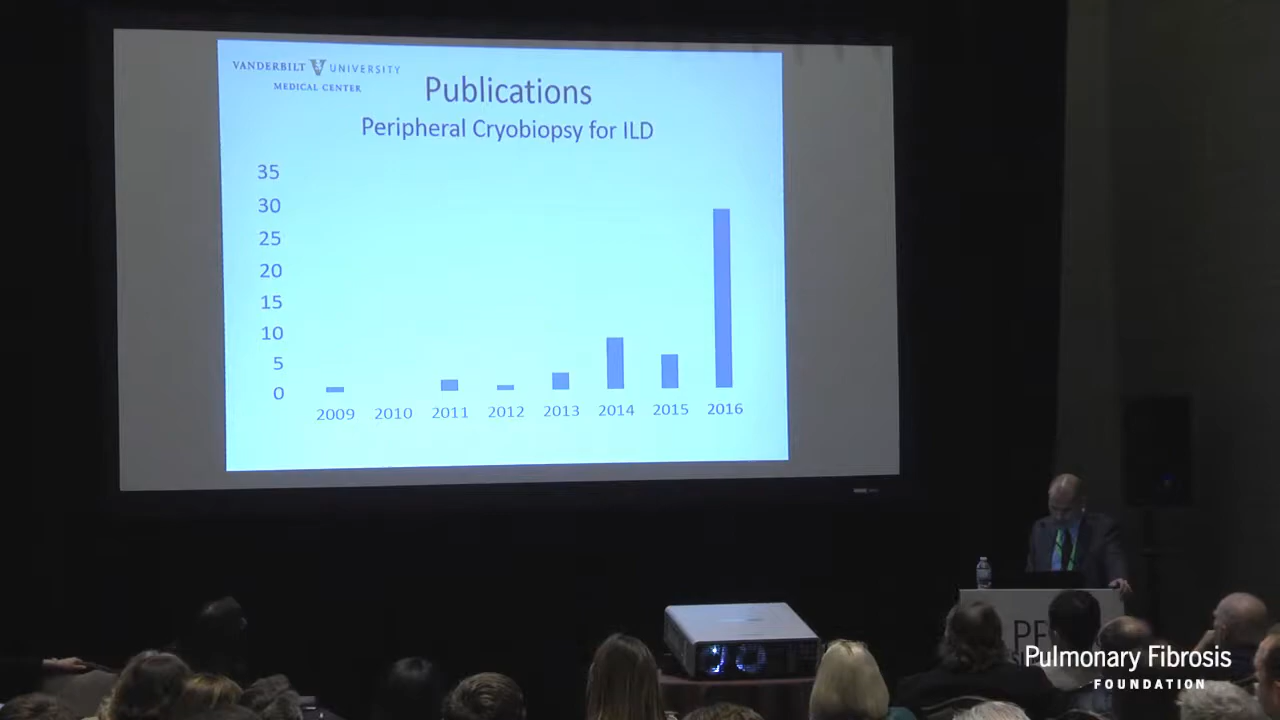 VANDERBILT UNIVERSITY
MEDICAL CENTER
Publications
Peripheral Cryobiopsy for ILD
35
30
25
20
15
10
5
0
2009 2010 2011 2012 2013 2014 2015 2016
PF
Pulmonary Fibrosis
FOUNDATION